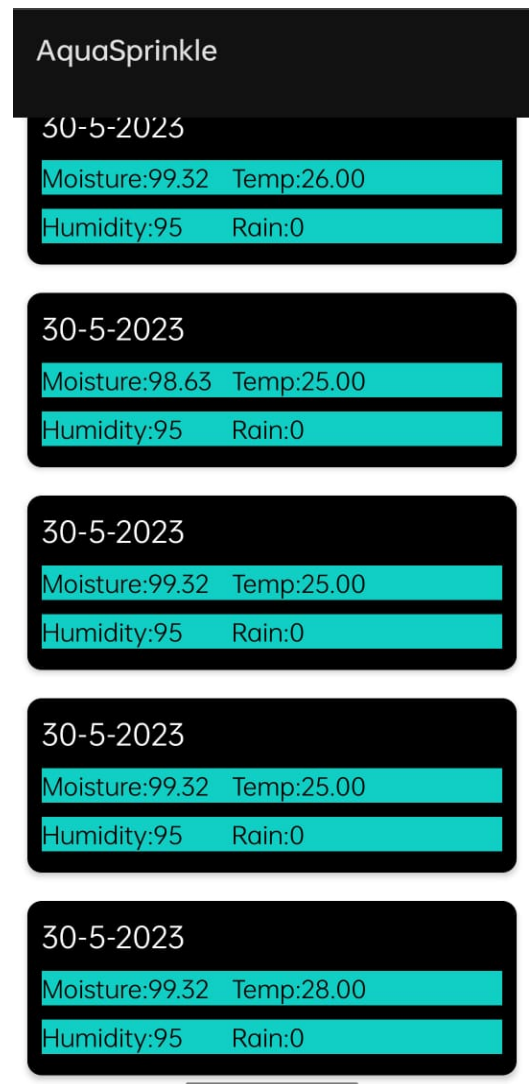 AquaSprinkle
30-5-2023
Moisture:99.32 Temp:26.00
Humidity:95 Rain:0
30-5-2023
Moisture:98.63 Temp:25.00
Humidity:95 Rain:0
30-5-2023
Moisture:99.32 Temp:25.00
Humidity:95 Rain:0
30-5-2023
Moisture:99.32 Temp:25.00
Humidity:95 Rain:0
30-5-2023
Moisture:99.32 Temp:28.00
Humidity:95 Rain:0